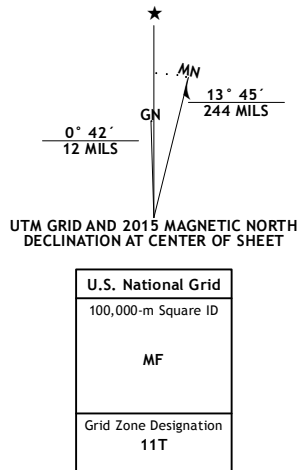 MN
GN
13° 45´
244 MILS
0° 42´
12 MILS
UTM GRID AND 2015 MAGNETIC NORTH
DECLINATION AT CENTER OF SHEET
U.S. National Grid
100,000-m Square ID
MF
Grid Zone Designation
11T